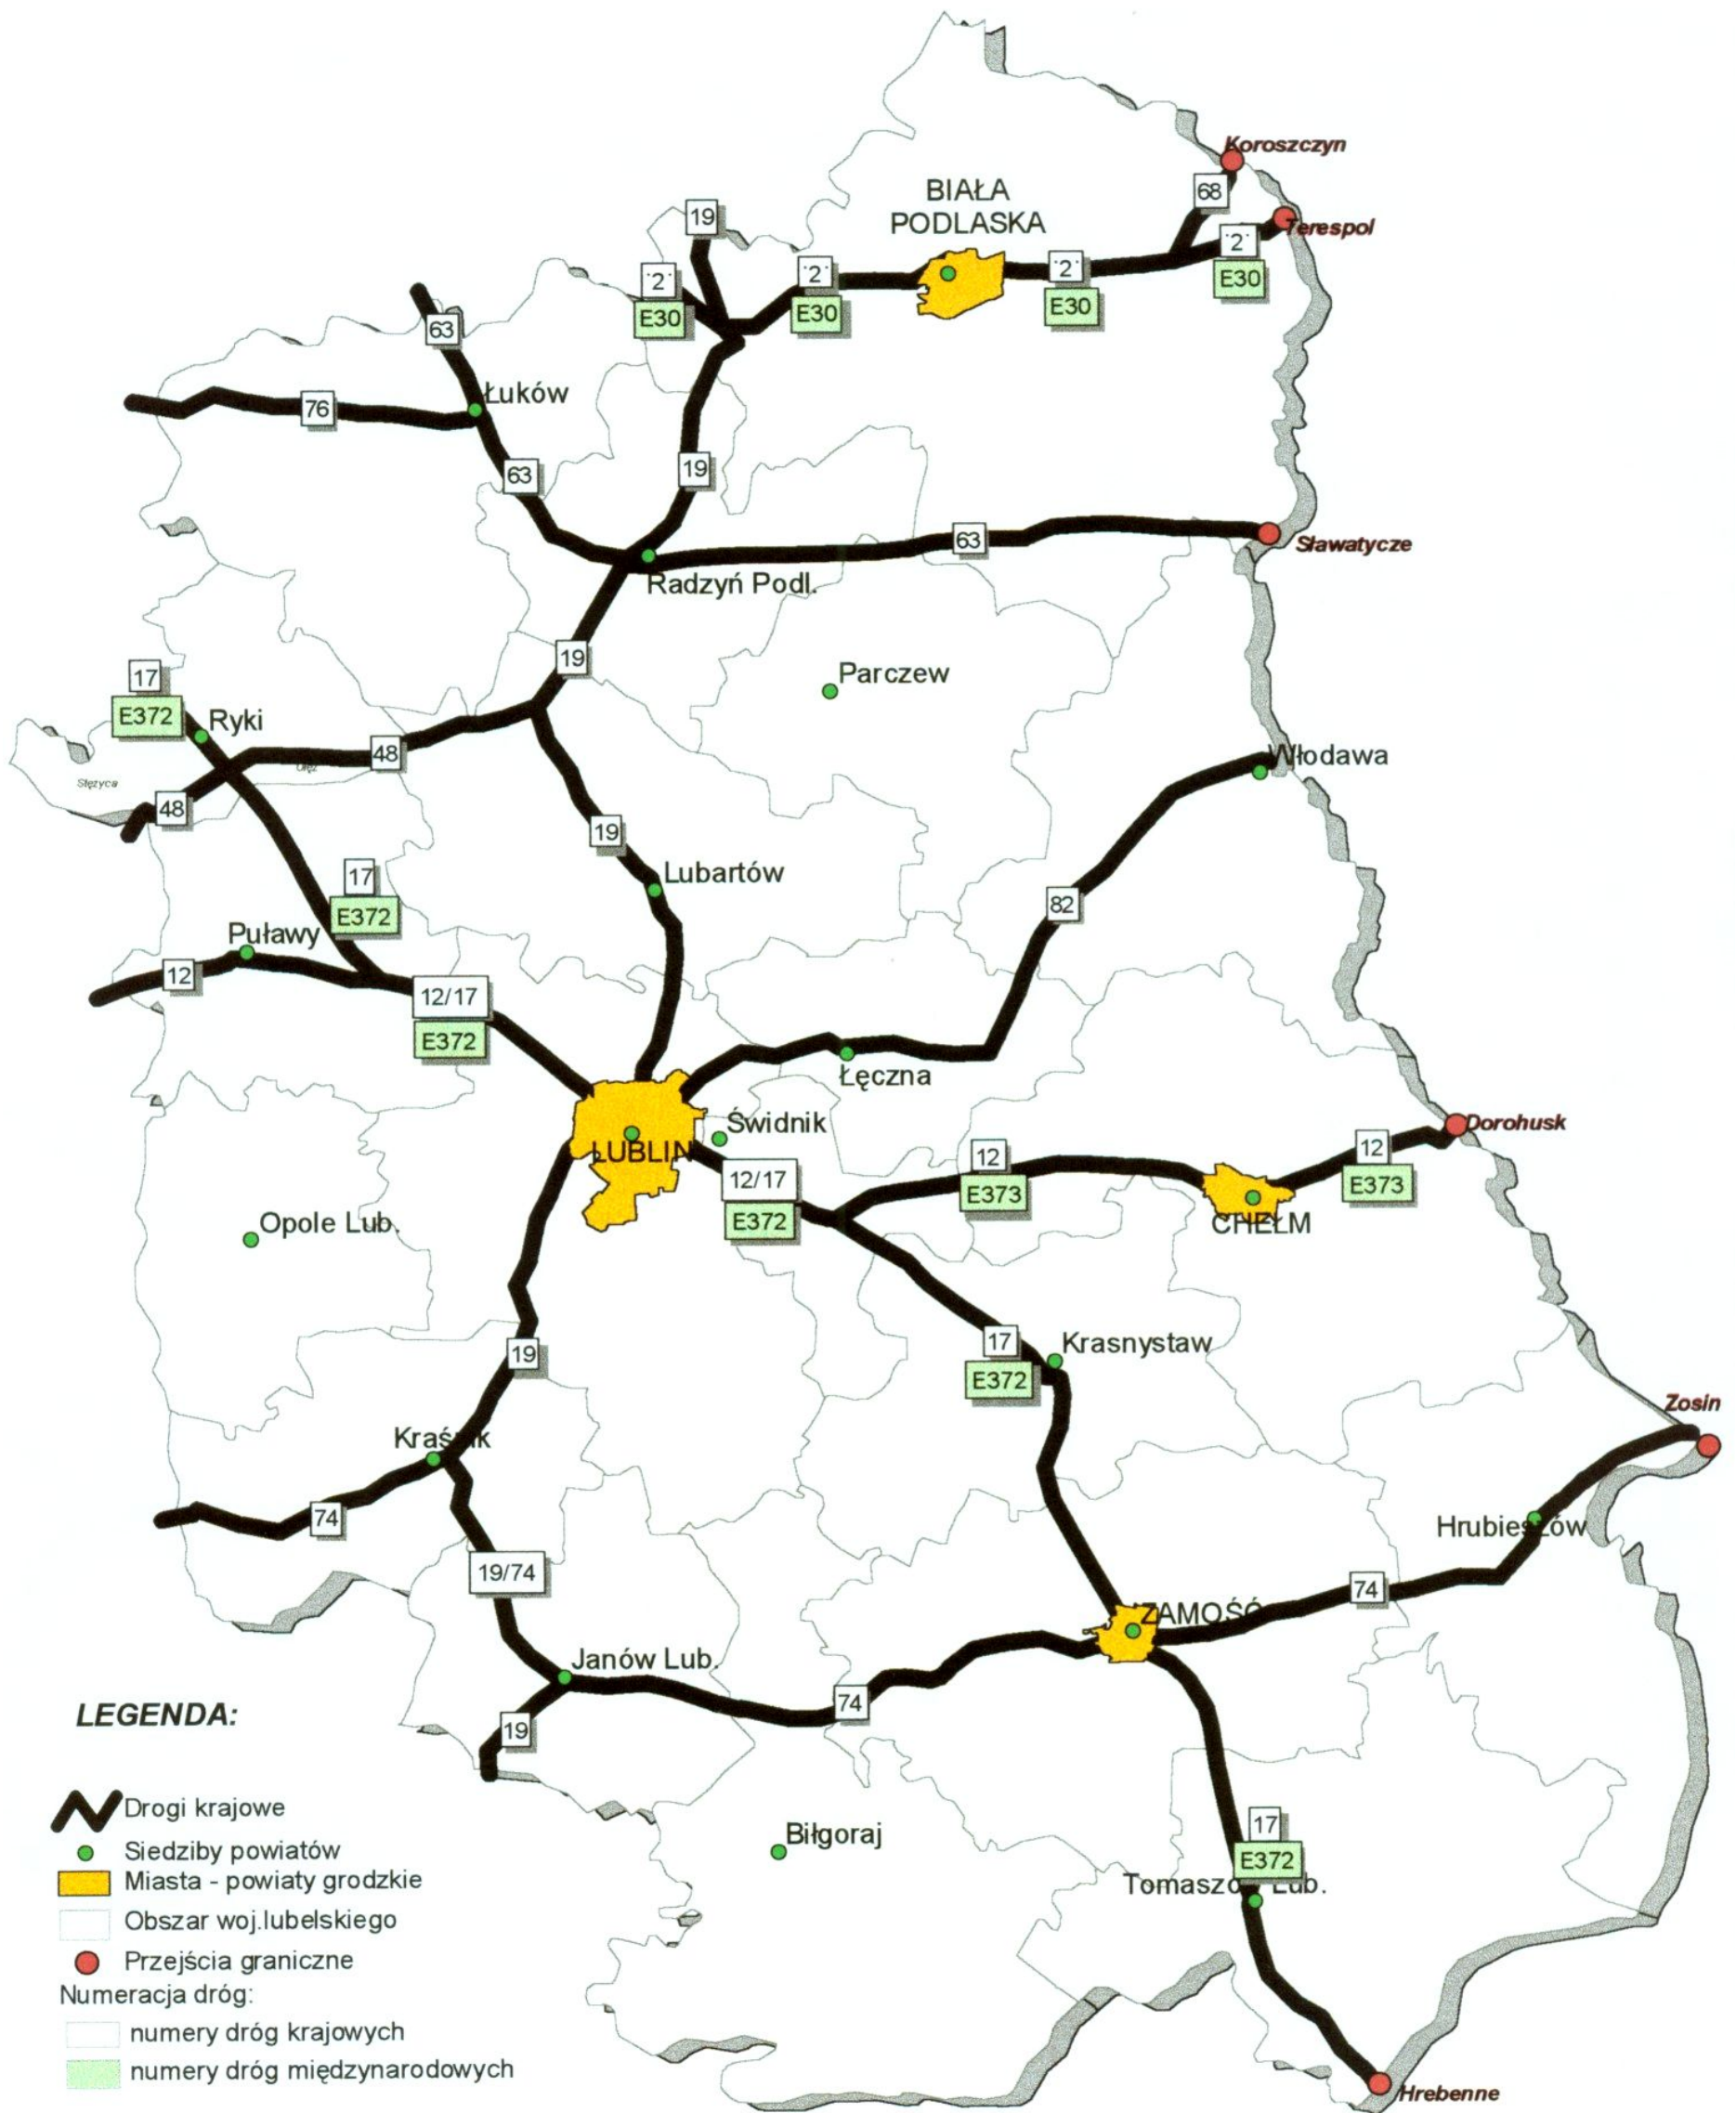 Koroszczyn
68
BIAŁA
PODLASKA
19
Terespol
2
E30
2
E30
2
E30
2
E30
63
Łuków
76
63
19
63
Sławatycze
Radzyń Podl.
19
Parczew
17
E372
Ryki
48
Stężyca
48
Włodawa
19
Lubartów
17
E372
82
Puławy
12
12/17
E372
Łęczna
Świdnik
LUBLIN
Dorohusk
12
E373
12
E373
12/17
E372
CHEŁM
Opole Lub.
17
E372
Krasnystaw
19
Zosin
Kraśnik
74
Hrubieszów
19/74
74
ZAMOŚĆ
Janów Lub.
74
19
LEGENDA:
Drogi krajowe
Siedziby powiatów
Miasta - powiaty grodzkie
Obszar woj.lubelskiego
Przejścia graniczne
Numeracja dróg:
numery dróg krajowych
numery dróg międzynarodowych
Biłgoraj
17
E372
Tomaszów Lub.
Hrebenne